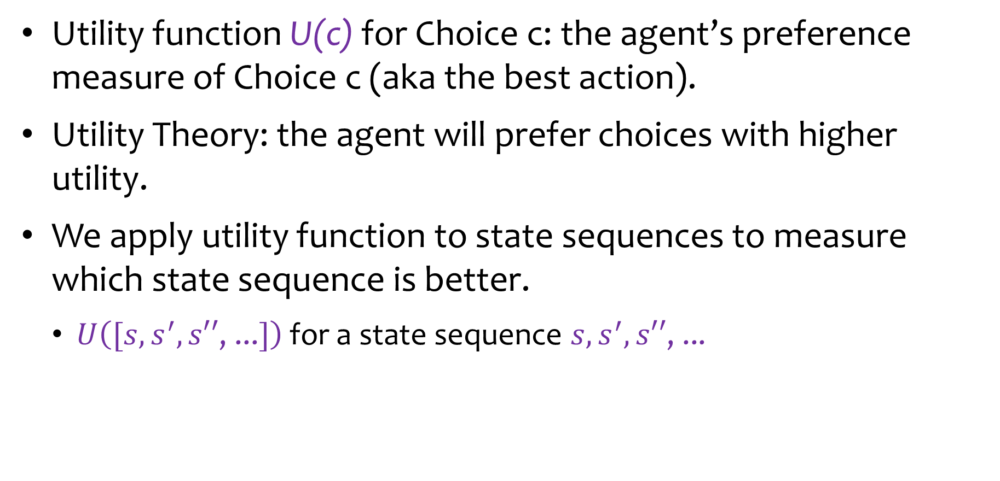 • Utility function U(c) for Choice c: the agent’s preference
measure of Choice c (aka the best action).
• Utility Theory: the agent will prefer choices with higher
utility.
• We apply utility function to state sequences to measure
which state sequence is better.
• U([s, s′, s′′, …]) for a state sequence s, s′, s′′, …